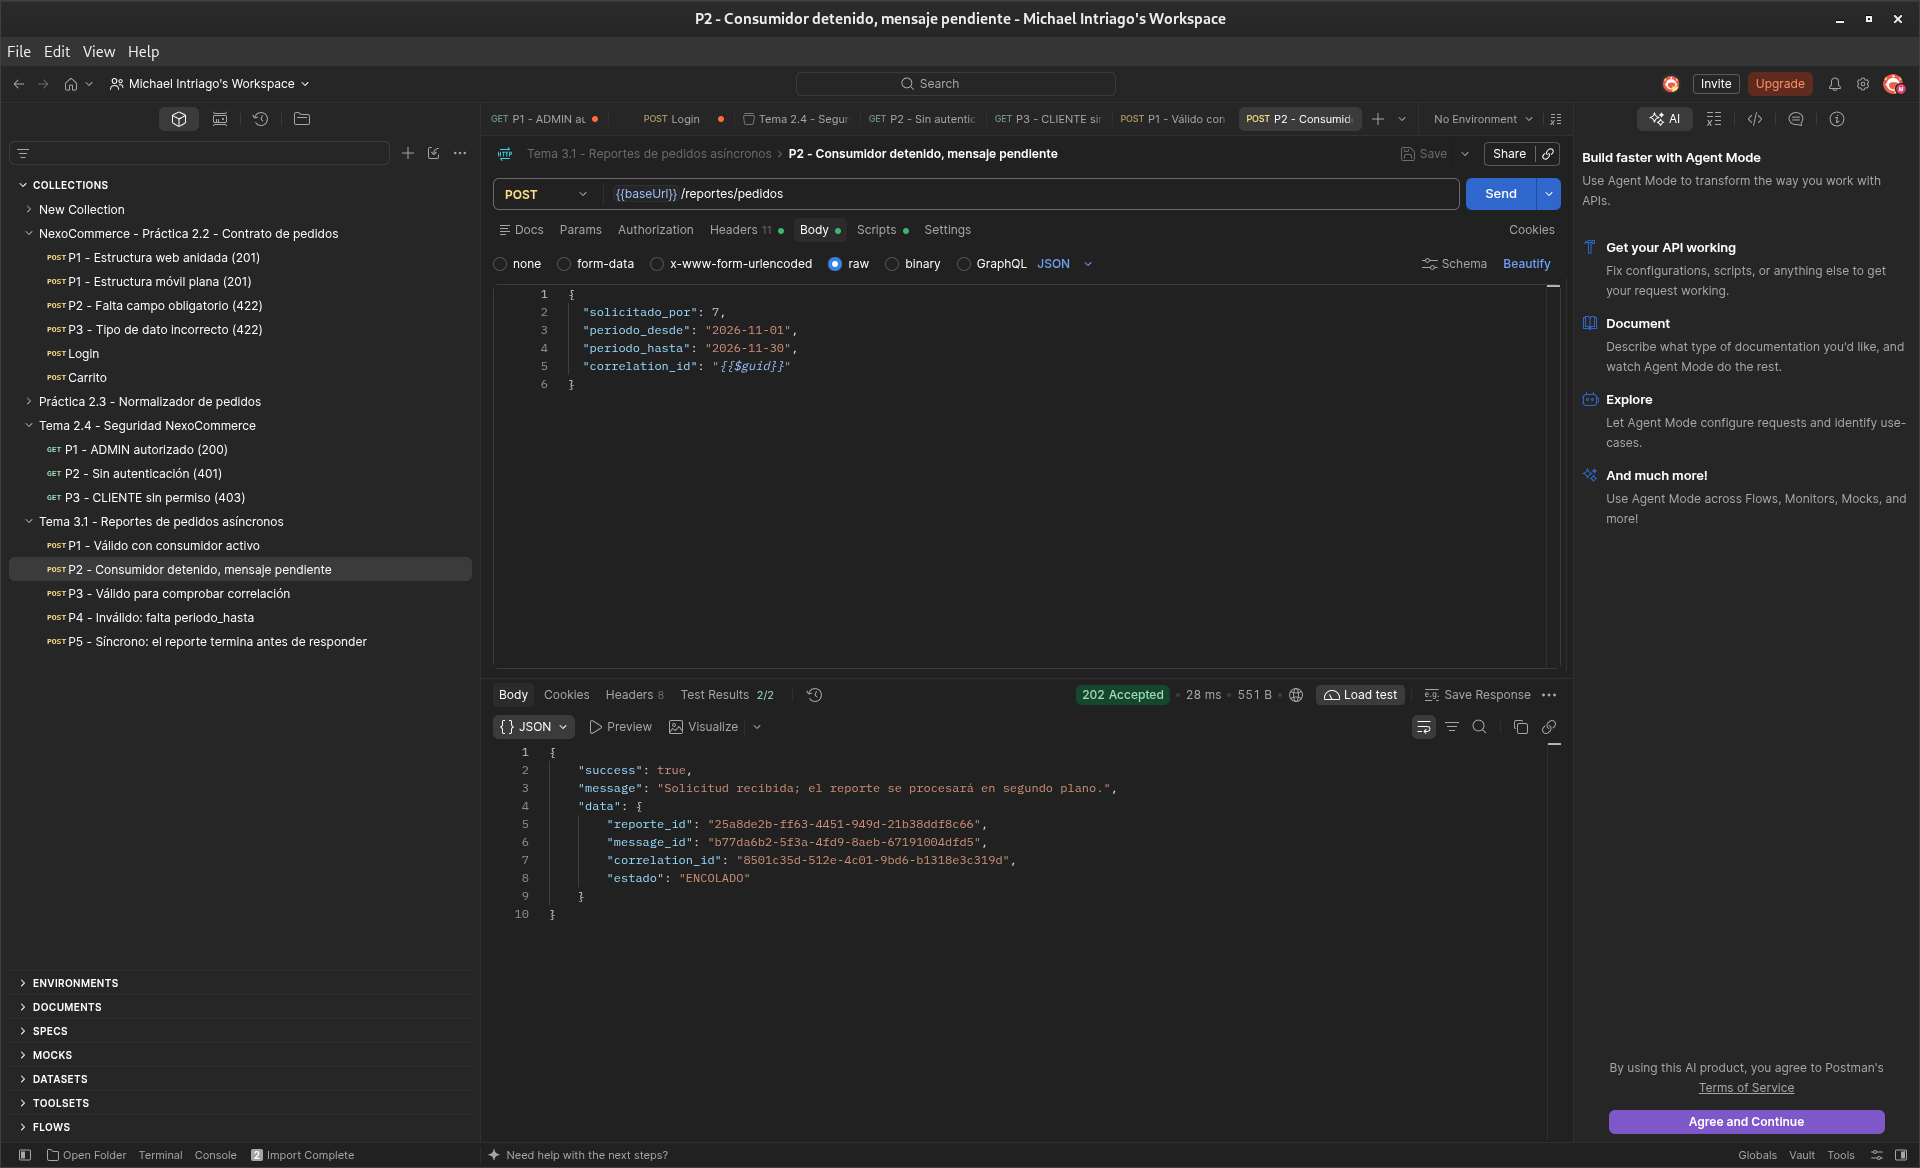 P2 - Consumidor detenido, mensaje pendiente - Michael Intriago's Workspace
File Edit View Help
Michael Intriago's Workspace
Search
Invite
Upgrade
GET P1 - ADMIN au
POST Login
Tema 2.4 - Segur
GET P2 - Sin autentic
GET P3 - CLIENTE sir
POST P1 - Válido con
POST P2 - Consumid
No Environment
AI
COLLECTIONS
New Collection
NexoCommerce - Práctica 2.2 - Contrato de pedidos
POST P1 - Estructura web anidada (201)
POST P1 - Estructura móvil plana (201)
POST P2 - Falta campo obligatorio (422)
POST P3 - Tipo de dato incorrecto (422)
POST Login
POST Carrito
Práctica 2.3 - Normalizador de pedidos
Tema 2.4 - Seguridad NexoCommerce
GET P1 - ADMIN autorizado (200)
GET P2 - Sin autenticación (401)
GET P3 - CLIENTE sin permiso (403)
Tema 3.1 - Reportes de pedidos asíncronos
POST P1 - Válido con consumidor activo
POST P2 - Consumidor detenido, mensaje pendiente
POST P3 - Válido para comprobar correlación
POST P4 - Inválido: falta periodo_hasta
POST P5 - Síncrono: el reporte termina antes de responder
ENVIRONMENTS
DOCUMENTS
SPECS
MOCKS
DATASETS
TOOLSETS
FLOWS
HTTP Tema 3.1 - Reportes de pedidos asíncronos > P2 - Consumidor detenido, mensaje pendiente
Save
Share
POST
{{baseUrl}} /reportes/pedidos
Send
Docs Params Authorization Headers 11 Body Scripts Settings
Cookies
none form-data x-www-form-urlencoded raw binary GraphQL JSON
Schema Beautify
1 {
2 "solicitado_por": 7,
3 "periodo_desde": "2026-11-01",
4 "periodo_hasta": "2026-11-30",
5 "correlation_id": "{{$guid}}"
6 }
Body Cookies Headers 8 Test Results 2/2
202 Accepted • 28 ms • 551 B
Load test
e.g. Save Response
{ } JSON Preview Visualize
1 {
2 "success": true,
3 "message": "Solicitud recibida; el reporte se procesará en segundo plano.",
4 "data": {
5 "reporte_id": "25a8de2b-ff63-4451-949d-21b38ddf8c66",
6 "message_id": "b77da6b2-5f3a-4fd9-8aeb-67191004dfd5",
7 "correlation_id": "8501c35d-512e-4c01-9bd6-b1318e3c319d",
8 "estado": "ENCOLADO"
9 }
10 }
Build faster with Agent Mode
Use Agent Mode to transform the way you work with
APIs.
Get your API working
Fix configurations, scripts, or anything else to get
your request working.
Document
Describe what type of documentation you'd like, and
watch Agent Mode do the rest.
Explore
Let Agent Mode configure requests and identify use-
cases.
And much more!
Use Agent Mode across Flows, Monitors, Mocks, and
more!
By using this AI product, you agree to Postman's
Terms of Service
Agree and Continue
Open Folder Terminal Console 2 Import Complete
Need help with the next steps?
Globals Vault Tools